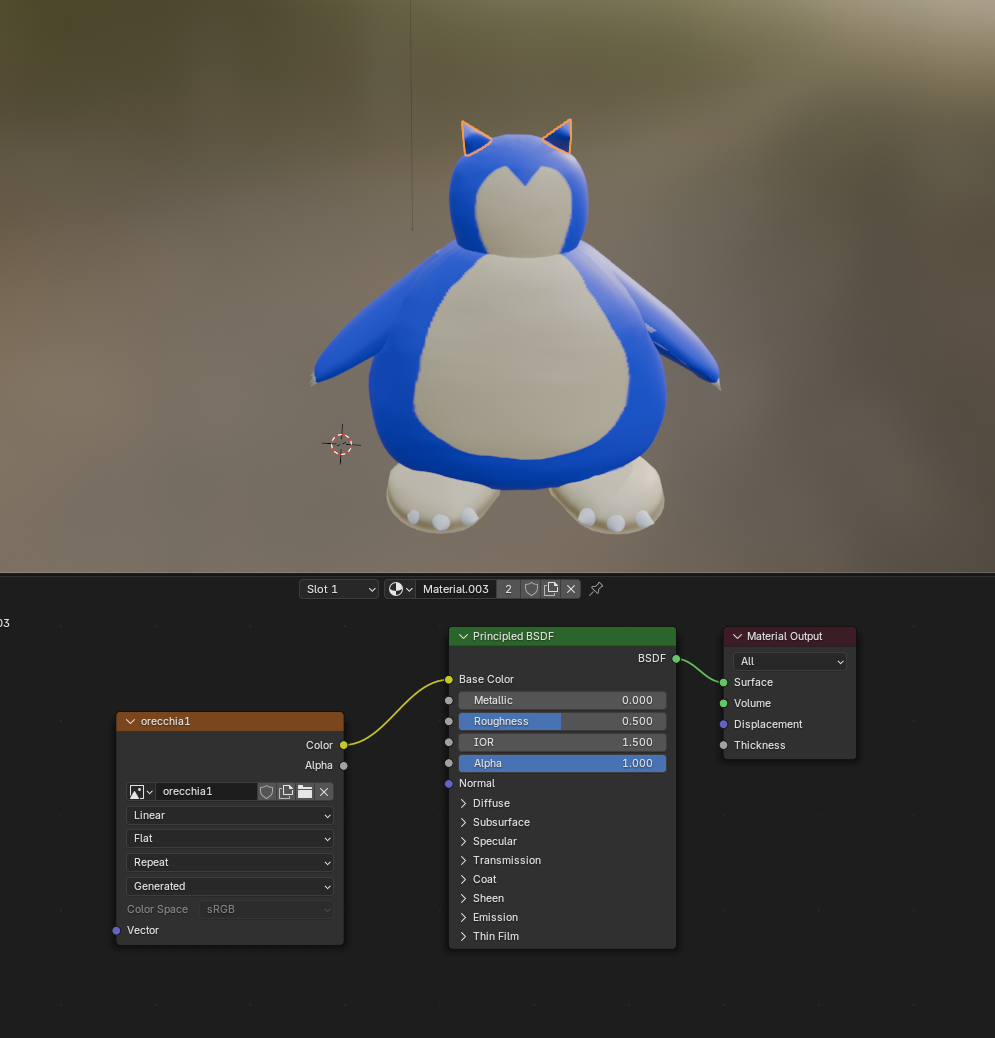 Slot 1
Material.003
2
03
Principled BSDF
BSDF
Base Color
Metallic 0.000
Roughness 0.500
IOR 1.500
Alpha 1.000
Normal
Diffuse
Subsurface
Specular
Transmission
Coat
Sheen
Emission
Thin Film
Material Output
All
Surface
Volume
Displacement
Thickness
orecchia1
Color
Alpha
orecchia1
Linear
Flat
Repeat
Generated
Color Space sRGB
Vector